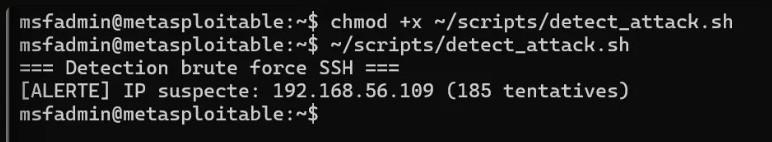 msfadmin@metasploitable:~$ chmod +x ~/scripts/detect_attack.sh
msfadmin@metasploitable:~$ ~/scripts/detect_attack.sh
=== Detection brute force SSH ===
[ALERTE] IP suspecte: 192.168.56.109 (185 tentatives)
msfadmin@metasploitable:~$